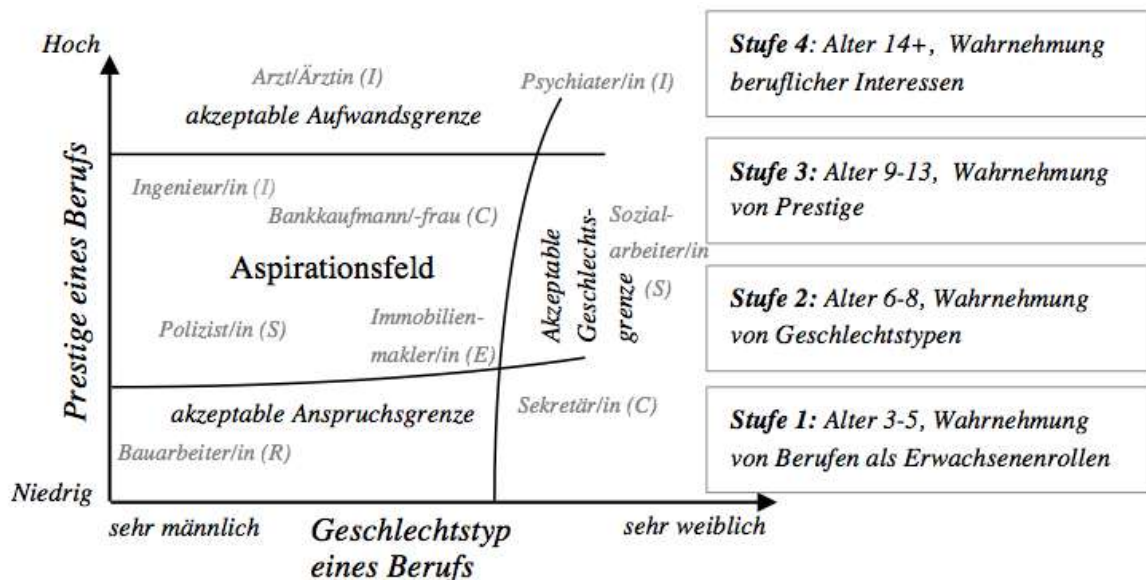 Hoch
Arzt/Ärztin (I)
Psychiater/in (I)
akzeptable Aufwandsgrenze
Prestige eines Berufs
Ingenieur/in (I)
Bankkaufmann/-frau (C)
Aspirationsfeld
Polizist/in (S)
Immobilien-
makler/in (E)
Akzeptable
Geschlechts-
grenze
Sozial-
arbeiter/in
(S)
akzeptable Anspruchsgrenze
Sekretär/in (C)
Bauarbeiter/in (R)
Niedrig
sehr männlich
Geschlechtstyp
eines Berufs
sehr weiblich
Stufe 4: Alter 14+, Wahrnehmung
beruflicher Interessen
Stufe 3: Alter 9-13, Wahrnehmung
von Prestige
Stufe 2: Alter 6-8, Wahrnehmung
von Geschlechtstypen
Stufe 1: Alter 3-5, Wahrnehmung
von Berufen als Erwachsenenrollen